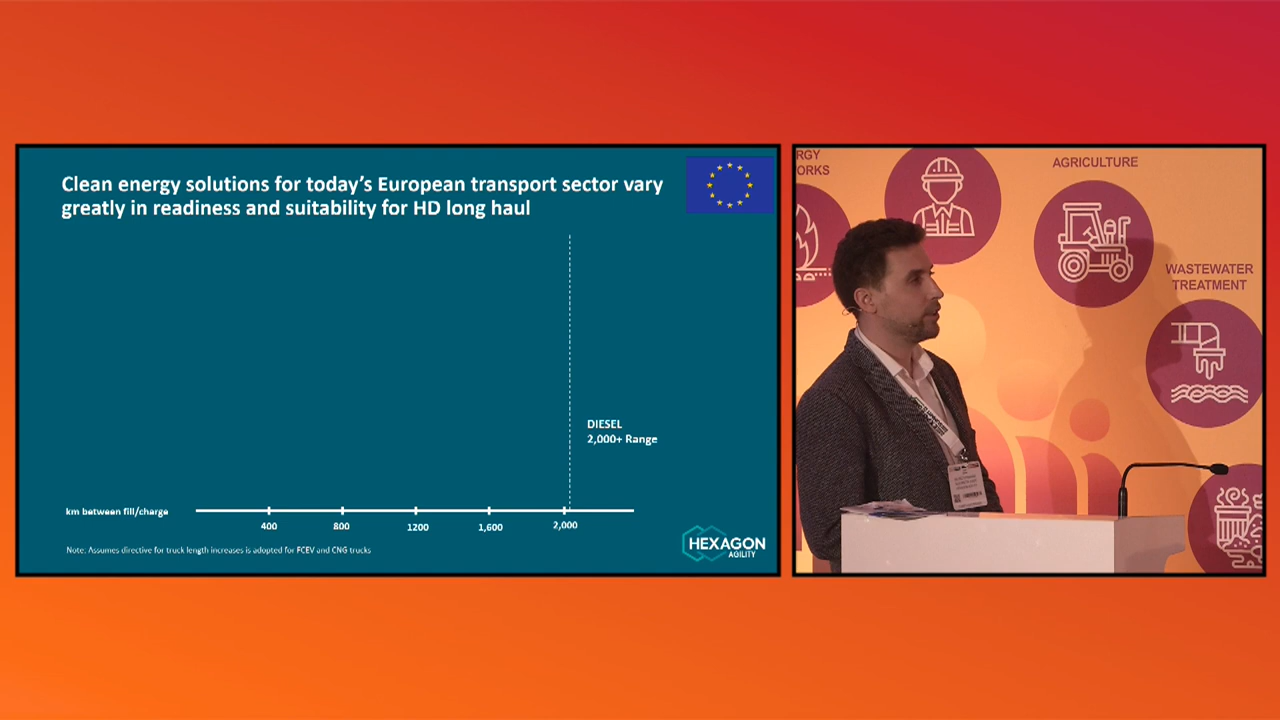 Clean energy solutions for today's European transport sector vary
greatly in readiness and suitability for HD long haul
DIESEL
2,000+ Range
km between fill/charge
400
800
1200
1,600
2,000
Note: Assumes directive for truck length increases is adopted for FCEV and CNG trucks
HEXAGON
AGILITY
RGY
ORKS
AGRICULTURE
WASTEWATER
TREATMENT